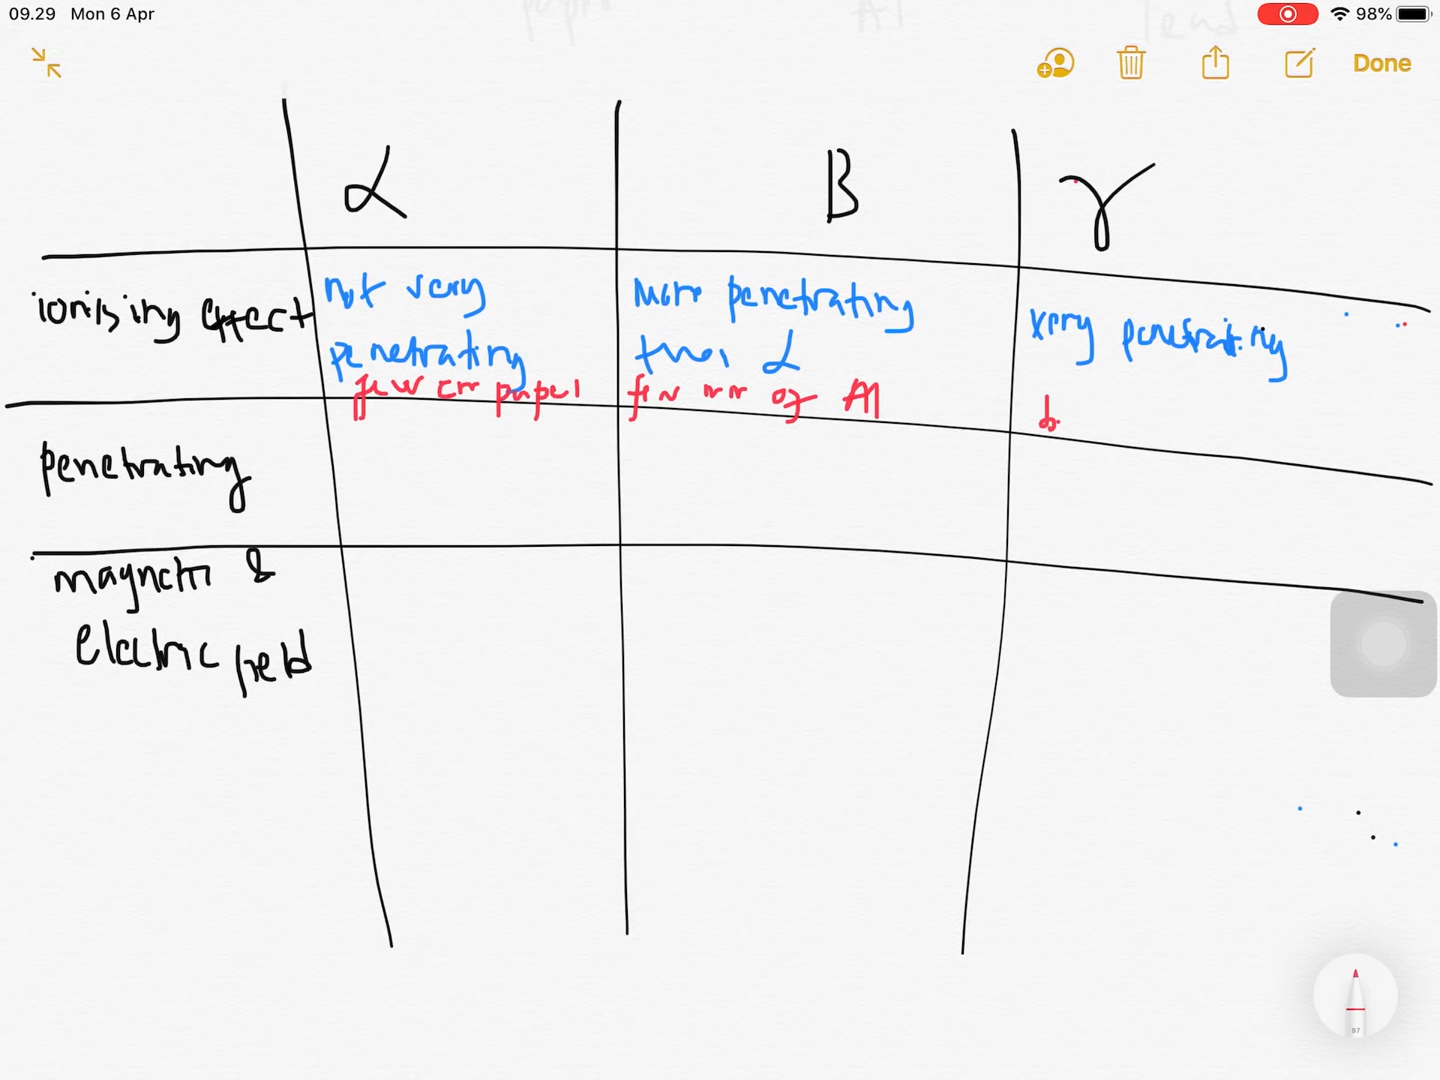 09.29 Mon 6 Apr
98%
Done
α B γ
ionising effect
not very
penetrating
few cm paper
more penetrating
than α
few mm of Al
very penetrating
penetrating
magnetic &
electric field
97